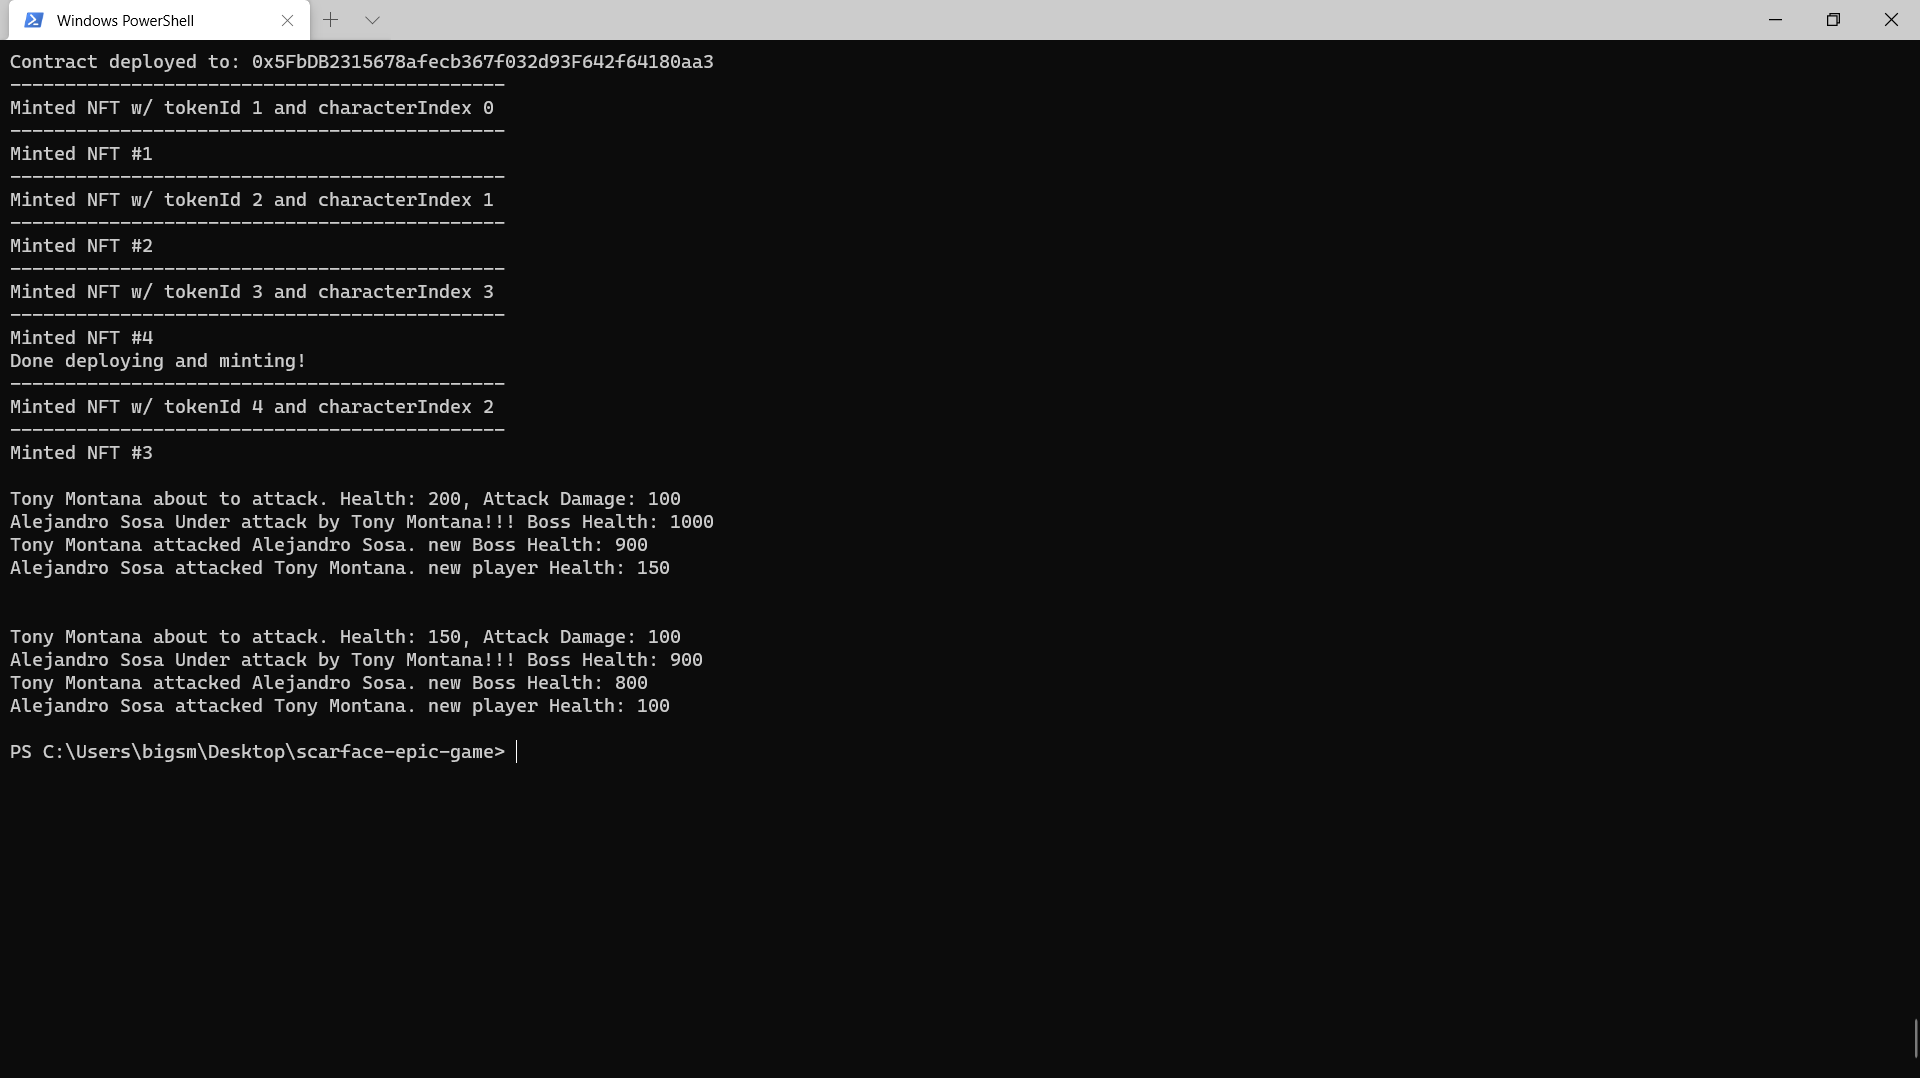 Windows PowerShell
Contract deployed to: 0x5FbDB2315678afecb367f032d93F642f64180aa3
---------------------------------------------
Minted NFT w/ tokenId 1 and characterIndex 0
---------------------------------------------
Minted NFT #1
---------------------------------------------
Minted NFT w/ tokenId 2 and characterIndex 1
---------------------------------------------
Minted NFT #2
---------------------------------------------
Minted NFT w/ tokenId 3 and characterIndex 3
---------------------------------------------
Minted NFT #4
Done deploying and minting!
---------------------------------------------
Minted NFT w/ tokenId 4 and characterIndex 2
---------------------------------------------
Minted NFT #3
Tony Montana about to attack. Health: 200, Attack Damage: 100
Alejandro Sosa Under attack by Tony Montana!!! Boss Health: 1000
Tony Montana attacked Alejandro Sosa. new Boss Health: 900
Alejandro Sosa attacked Tony Montana. new player Health: 150
Tony Montana about to attack. Health: 150, Attack Damage: 100
Alejandro Sosa Under attack by Tony Montana!!! Boss Health: 900
Tony Montana attacked Alejandro Sosa. new Boss Health: 800
Alejandro Sosa attacked Tony Montana. new player Health: 100
PS C:\Users\bigsm\Desktop\scarface-epic-game>